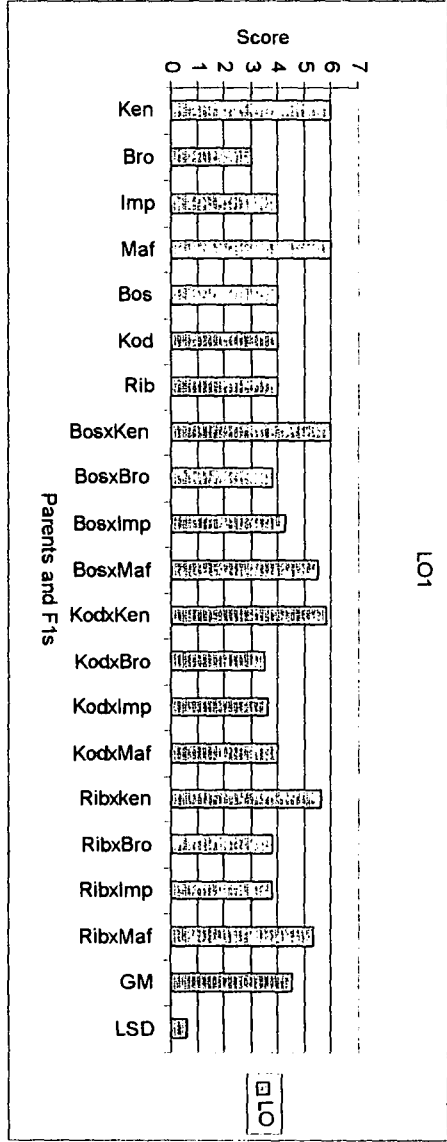 LO1
Score
7
6
5
4
3
2
1
0
Ken
Bro
Imp
Maf
Bos
Kod
Rib
BosxKen
BosxBro
BosxImp
BosxMaf
KodxKen
KodxBro
KodxImp
KodxMaf
Ribxken
RibxBro
RibxImp
RibxMaf
GM
LSD
Parents and F1s
LO